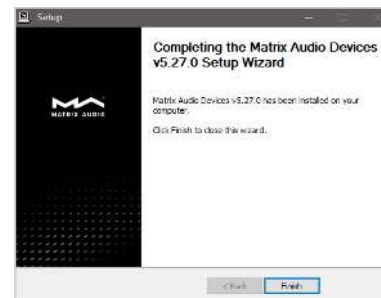 Setup
Completing the Matrix Audio Devices
v5.27.0 Setup Wizard
MATRIX AUDIO
Matrix Audio Devices v5.27.0 has been installed on your
computer.
Click Finish to close this wizard.
< Back
Finish